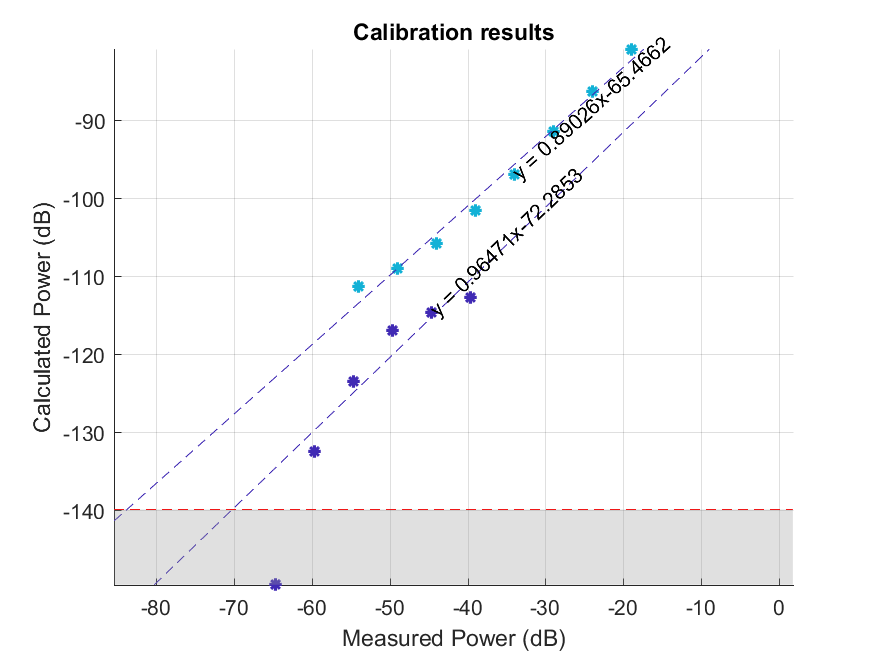 Calibration results
Calculated Power (dB)
-90
-100
-110
-120
-130
-140
y = 0.89026x-65.4662
y = 0.96471x-72.2853
-80 -70 -60 -50 -40 -30 -20 -10 0
Measured Power (dB)